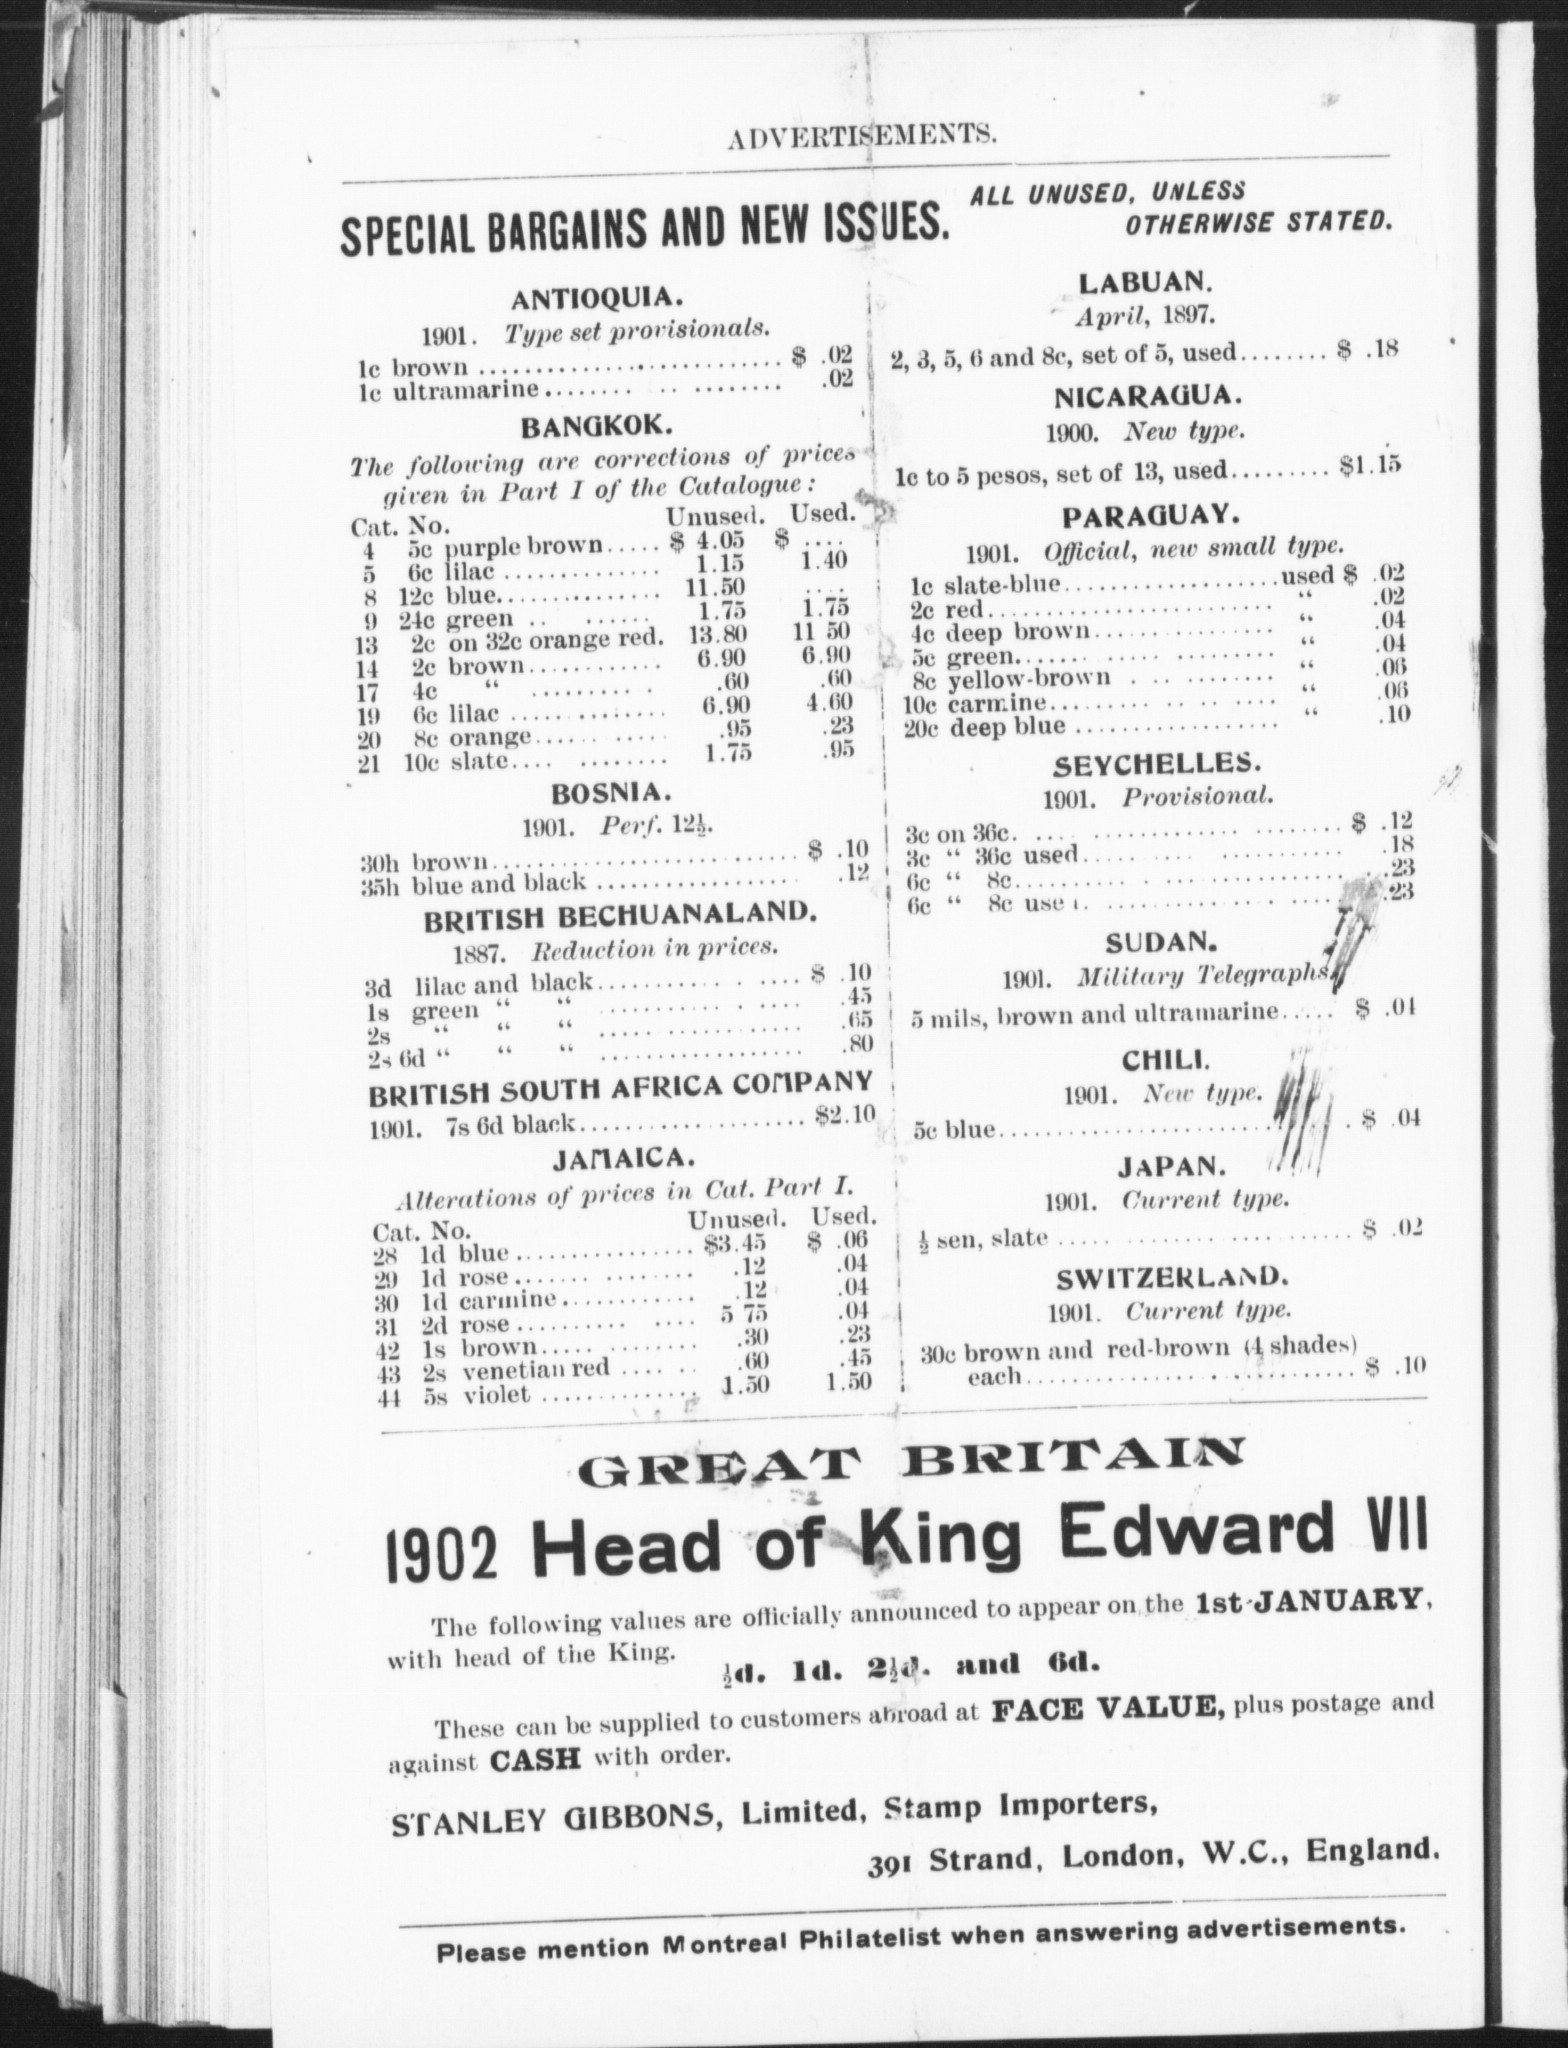 ADVERTISEMENTS.
SPECIAL BARGAINS AND NEW ISSUES.
ALL UNUSED, UNLESS
OTHERWISE STATED.
ANTIOQUIA.
1901. Type set provisionals.
1c brown ........................... $ .02
1c ultramarine........ .. ........ .02
BANGKOK.
The following are corrections of prices
given in Part I of the Catalogue:
Cat. No. Unused. Used.
4 5c purple brown..... $ 4.05 $ ....
5 6c lilac .............. 1.15 1.40
8 12c blue............... 11.50 ....
9 24c green .. ...... 1.75 1.75
13 2c on 32c orange red. 13.80 11 50
14 2c brown............ 6.90 6.90
17 4c “ .......... . .60 .60
19 6c lilac .............. 6.90 4.60
20 8c orange............ .95 .23
21 10c slate.... ........ 1.75 .95
BOSNIA.
1901. Perf. 12½.
30h brown........................... $ .10
35h blue and black .................. .12
BRITISH BECHUANALAND.
1887. Reduction in prices.
3d lilac and black............ . .... $ .10
1s green “ “ ............ . .... .45
2s “ “ “ ..... ............ .65
2s 6d “ “ “ .................. .80
BRITISH SOUTH AFRICA COMPANY
1901. 7s 6d black.................... $2.10
JAMAICA.
Alterations of prices in Cat. Part I.
Cat. No. Unused. Used.
28 1d blue................ $3.45 $ .06
29 1d rose....... ........ .12 .04
30 1d carmine............ .12 .04
31 2d rose.......... .... 5 75 .04
42 1s brown..... ........ .30 .23
43 2s venetian red ...... . .60 .45
44 5s violet .............. 1.50 1.50
LABUAN.
April, 1897.
2, 3, 5, 6 and 8c, set of 5, used........ $ .18
NICARAGUA.
1900. New type.
1c to 5 pesos, set of 13, used......... $1.15
PARAGUAY.
1901. Official, new small type.
1c slate-blue...................used $ .02
2c red......................... “ .02
4c deep brown................ “ .04
5c green....... ..... ......... “ .04
8c yellow-brown . .. ........ “ .06
10c carmine.......... .. .. .... “ .06
20c deep blue .................. “ .10
SEYCHELLES.
1901. Provisional.
3c on 36c. .... ............. ........ $ .12
3c “ 36c used.......... ........... .18
6c “ 8c.......... . ................ .23
6c “ 8c use . .............. . ..... .23
SUDAN.
1901. Military Telegraphs.
5 mils, brown and ultramarine..... $ .04
CHILI.
1901. New type.
5c blue............................. $ .04
JAPAN.
1901. Current type.
½ sen, slate ........................... $ .02
SWITZERLAND.
1901. Current type.
30c brown and red-brown (4 shades)
each............................. $ .10
GREAT BRITAIN
1902 Head of King Edward VII
The following values are officially announced to appear on the 1st JANUARY,
with head of the King.
½d. 1d. 2½d. and 6d.
These can be supplied to customers abroad at FACE VALUE, plus postage and
against CASH with order.
STANLEY GIBBONS, Limited, Stamp Importers,
391 Strand, London, W.C., England.
Please mention Montreal Philatelist when answering advertisements.